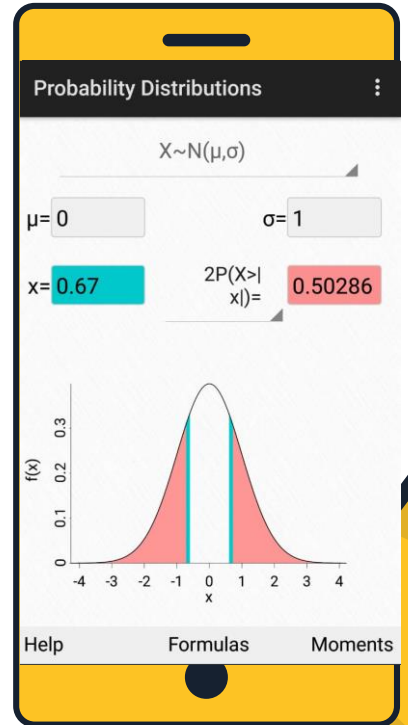 Probability Distributions
X~N(μ,σ)
μ= 0 σ= 1
x= 0.67 2P(X>|
x|)= 0.50286
0.3
0.2
0.1
0
f(x)
-4 -3 -2 -1 0 1 2 3 4
x
Help Formulas Moments